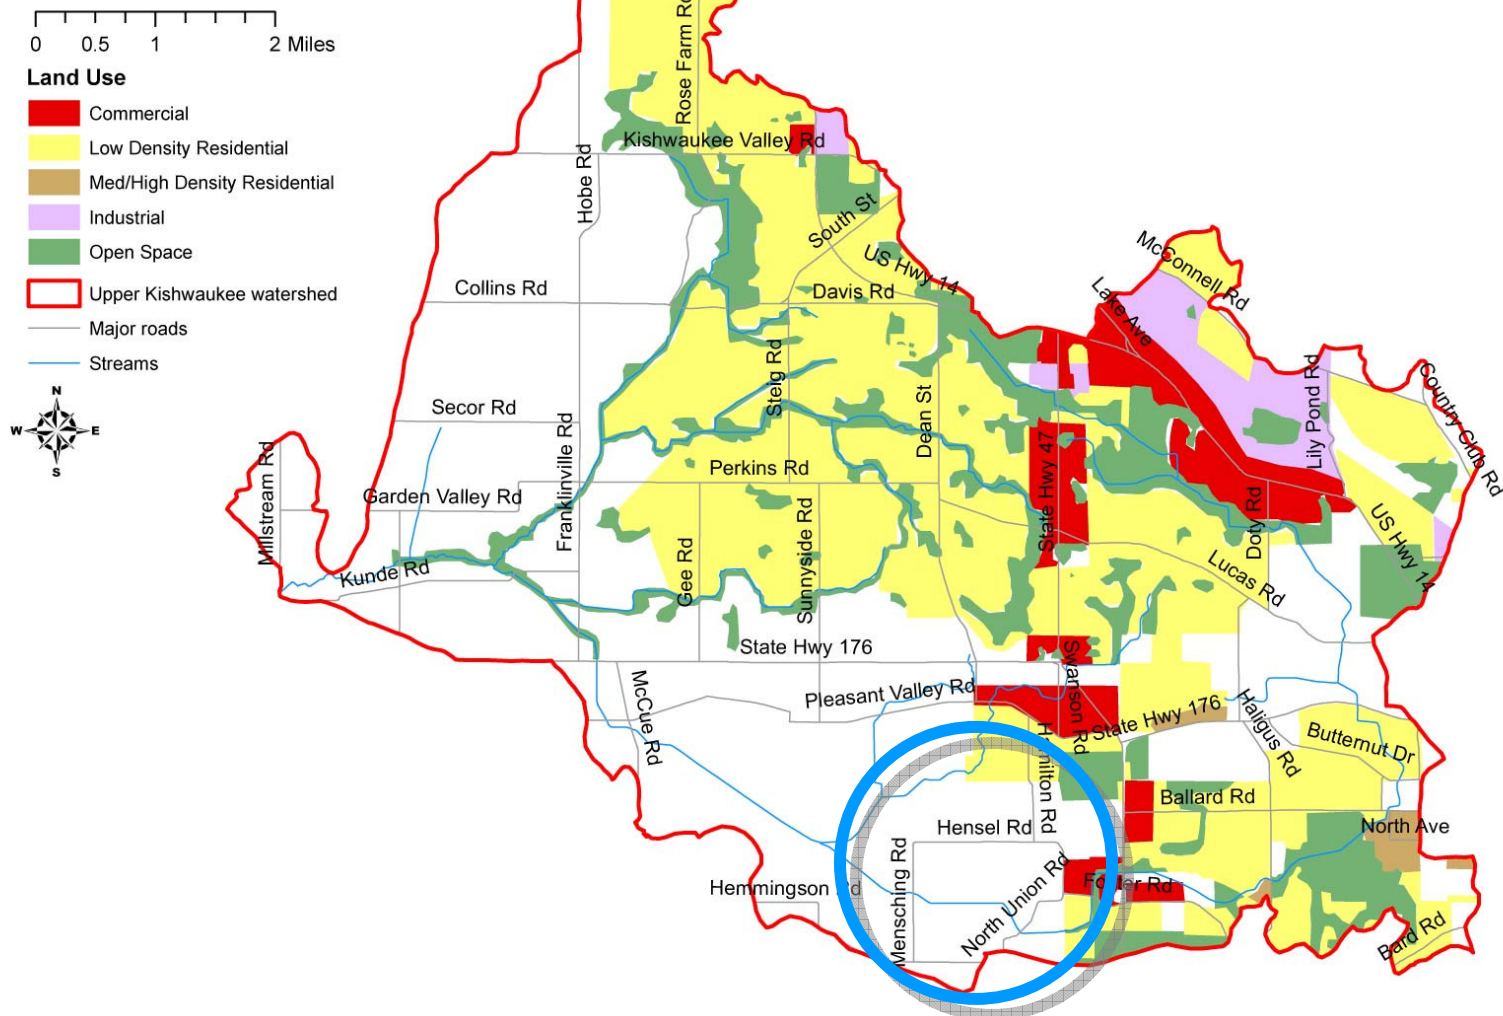 0 0.5 1 2 Miles
Land Use
Commercial
Low Density Residential
Med/High Density Residential
Industrial
Open Space
Upper Kishwaukee watershed
Major roads
Streams
N
W E
S
Rose Farm Rd
Kishwaukee Valley Rd
Hobe Rd
South St
US Hwy 14
McConnell Rd
Lake Ave
Collins Rd
Davis Rd
Steig Rd
Dean St
Lily Pond Rd
Country Club Rd
Secor Rd
Franklinville Rd
State Hwy 47
Millstream Rd
Perkins Rd
Garden Valley Rd
Sunnyside Rd
Doty Rd
US Hwy 14
Kunde Rd
Gee Rd
Lucas Rd
State Hwy 176
McCue Rd
Pleasant Valley Rd
Swanson Rd
State Hwy 176
Haligus Rd
Butternut Dr
Hamilton Rd
Ballard Rd
Hensel Rd
North Ave
Mensching Rd
Hemmingson Rd
North Union Rd
Rd
Bard Rd